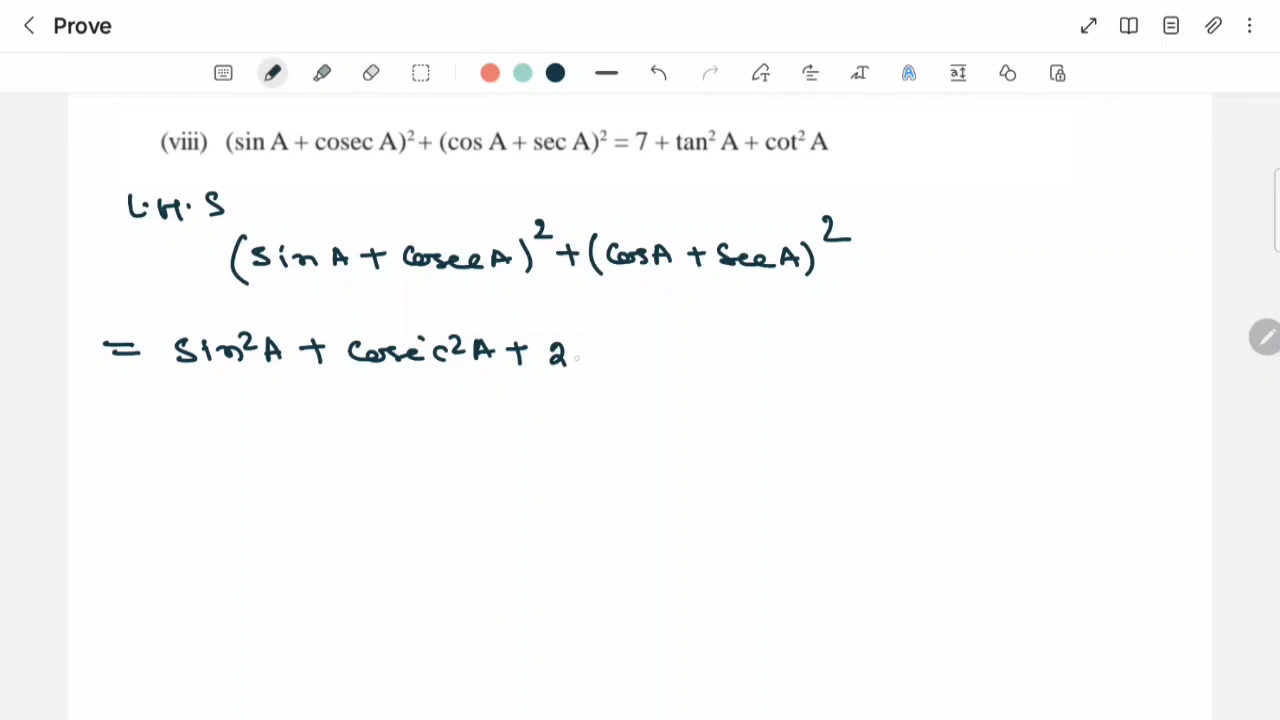 Prove
(viii) (sin A + cosec A)² + (cos A + sec A)² = 7 + tan² A + cot² A
L.H.S
(sin A + cosec A)² + (cos A + sec A)²
= sin²A + cosec²A + 2